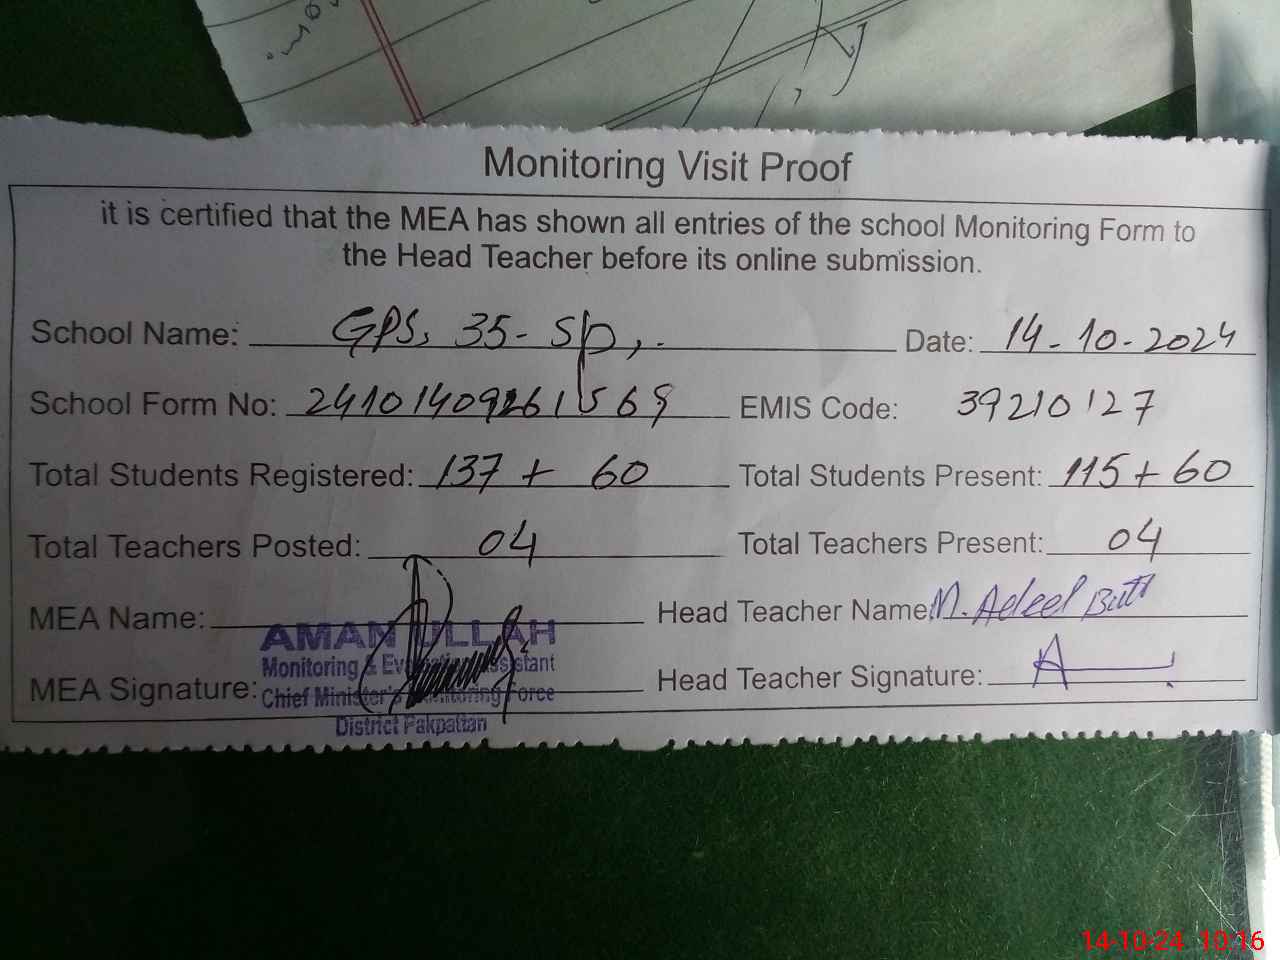 Monitoring Visit Proof
it is certified that the MEA has shown all entries of the school Monitoring Form to
the Head Teacher before its online submission.
School Name: GPS, 35-SP,. Date: 14-10-2024
School Form No: 24101409261569 EMIS Code: 39210127
Total Students Registered: 137 + 60 Total Students Present: 115 + 60
Total Teachers Posted: 04 Total Teachers Present: 04
MEA Name: Head Teacher Name: M. Adeel Butt
AMAN ULLAH
Monitoring & Evaluation Assistant
MEA Signature: Head Teacher Signature:
Chief Minister's Monitoring Force
District Pakpattan
14-10-24 10:16